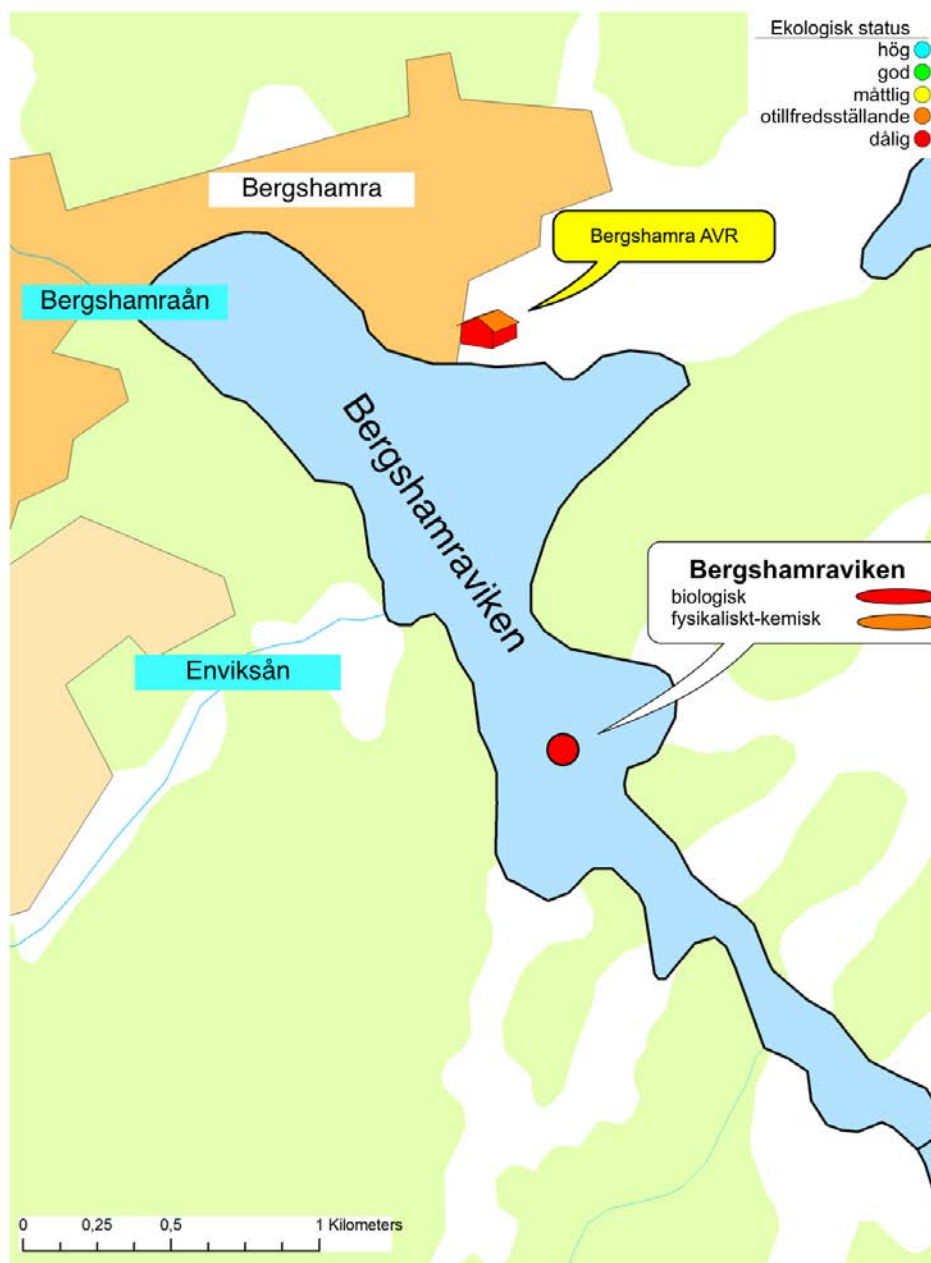 Ekologisk status
hög
god
måttlig
otillfredsställande
dålig
Bergshamra
Bergshamra AVR
Bergshamraån
Bergshamraviken
Bergshamraviken
biologisk
fysikaliskt-kemisk
Enviksån
0 0,25 0,5 1 Kilometers